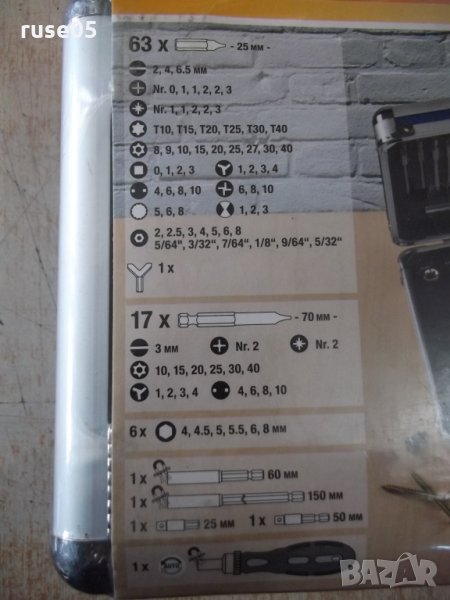 ruse05
63 x - 25 мм -
2, 4, 6.5 мм
Nr. 0, 1, 1, 2, 2, 3
Nr. 1, 1, 2, 2, 3
T10, T15, T20, T25, T30, T40
8, 9, 10, 15, 20, 25, 27, 30, 40
0, 1, 2, 3 1, 2, 3, 4
4, 6, 8, 10 6, 8, 10
5, 6, 8 1, 2, 3
2, 2.5, 3, 4, 5, 6, 8
5/64“, 3/32“, 7/64“, 1/8“, 9/64“, 5/32“
1 x
17 x - 70 мм -
3 мм Nr. 2 Nr. 2
10, 15, 20, 25, 30, 40
1, 2, 3, 4 4, 6, 8, 10
6 x 4, 4.5, 5, 5.5, 6, 8 мм
1 x 60 мм
1 x 150 мм
1 x 25 мм 1 x 50 мм
1 x AUTO
BAZAR